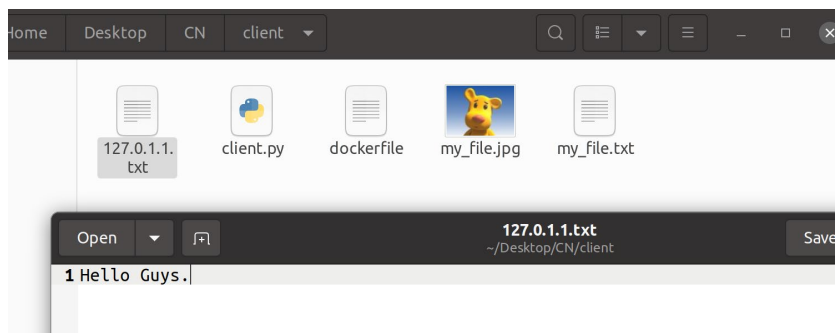 Home Desktop CN client
127.0.1.1.
txt
client.py dockerfile my_file.jpg my_file.txt
Open 127.0.1.1.txt Save
~/Desktop/CN/client
1 Hello Guys.